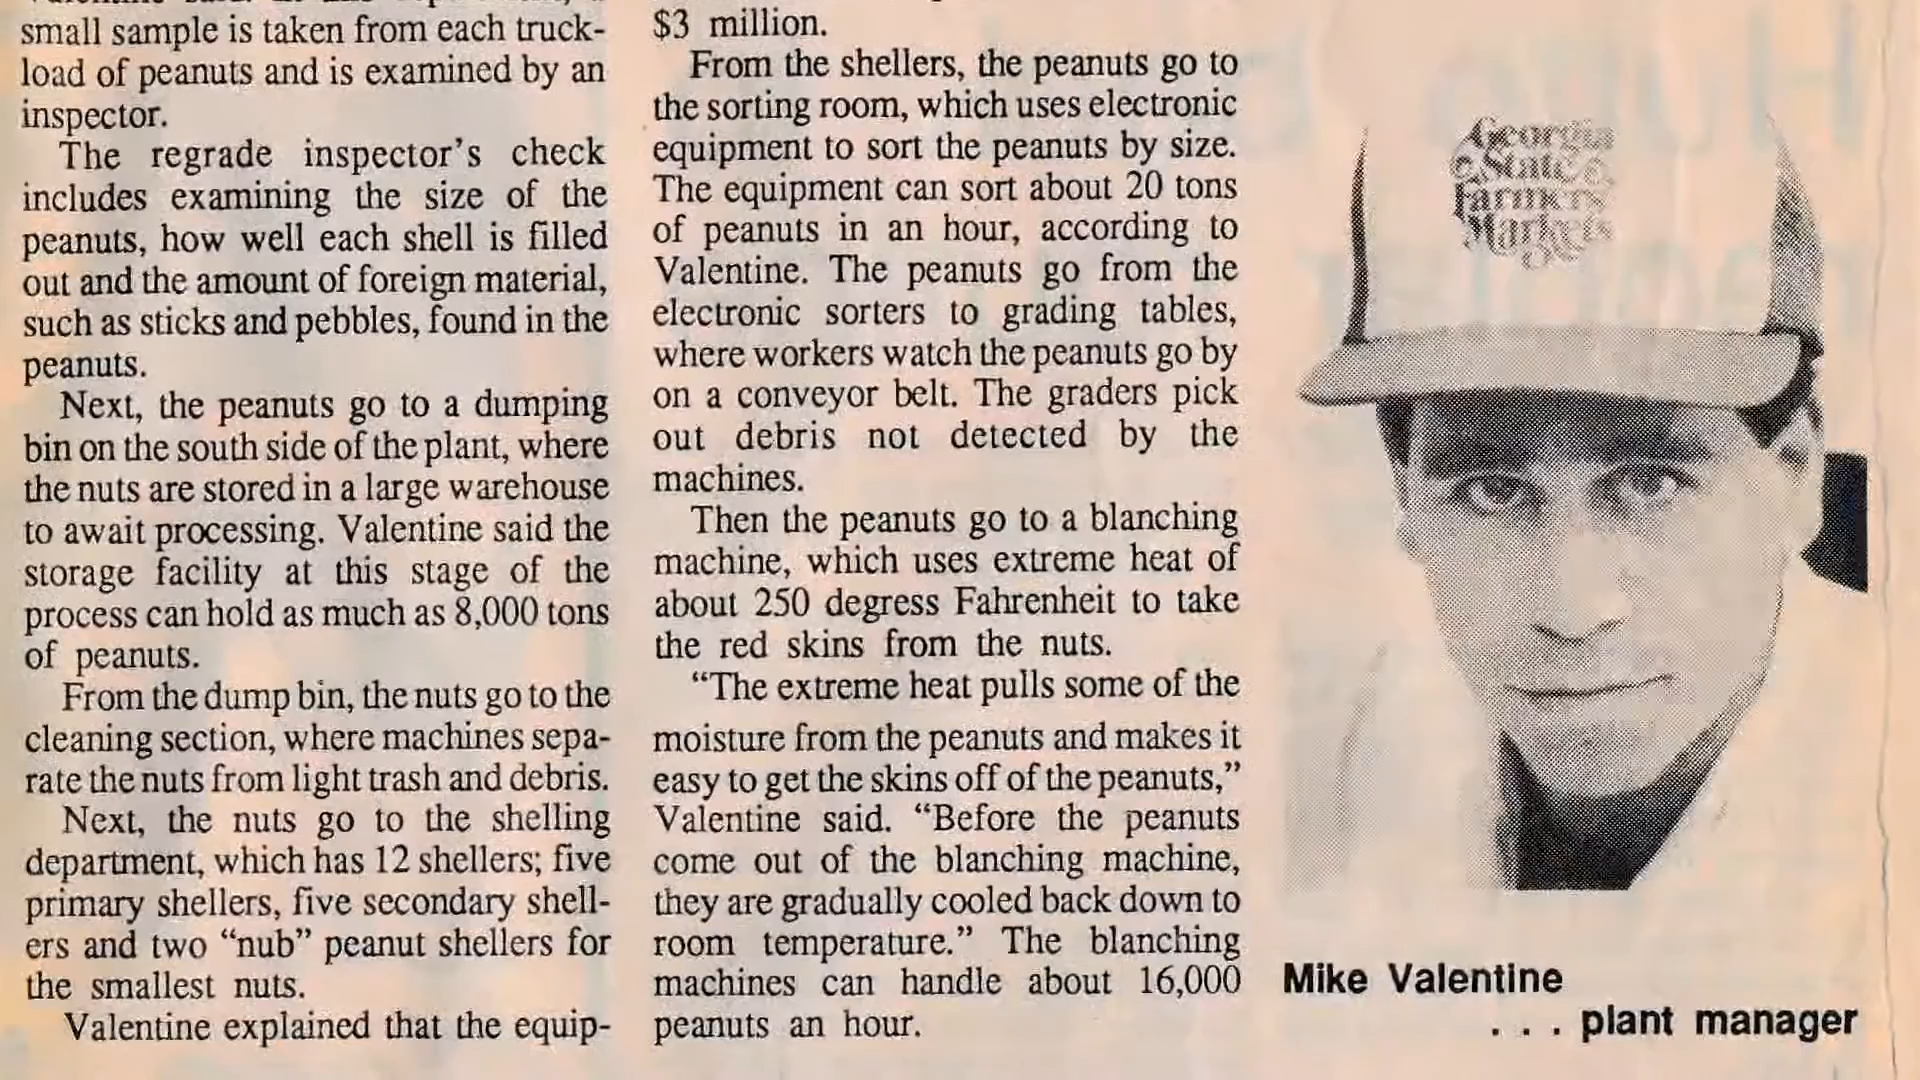 small sample is taken from each truck-
load of peanuts and is examined by an
inspector.
The regrade inspector's check
includes examining the size of the
peanuts, how well each shell is filled
out and the amount of foreign material,
such as sticks and pebbles, found in the
peanuts.
Next, the peanuts go to a dumping
bin on the south side of the plant, where
the nuts are stored in a large warehouse
to await processing. Valentine said the
storage facility at this stage of the
process can hold as much as 8,000 tons
of peanuts.
From the dump bin, the nuts go to the
cleaning section, where machines sepa-
rate the nuts from light trash and debris.
Next, the nuts go to the shelling
department, which has 12 shellers; five
primary shellers, five secondary shell-
ers and two “nub” peanut shellers for
the smallest nuts.
Valentine explained that the equip-
$3 million.
From the shellers, the peanuts go to
the sorting room, which uses electronic
equipment to sort the peanuts by size.
The equipment can sort about 20 tons
of peanuts in an hour, according to
Valentine. The peanuts go from the
electronic sorters to grading tables,
where workers watch the peanuts go by
on a conveyor belt. The graders pick
out debris not detected by the
machines.
Then the peanuts go to a blanching
machine, which uses extreme heat of
about 250 degress Fahrenheit to take
the red skins from the nuts.
“The extreme heat pulls some of the
moisture from the peanuts and makes it
easy to get the skins off of the peanuts,”
Valentine said. “Before the peanuts
come out of the blanching machine,
they are gradually cooled back down to
room temperature.” The blanching
machines can handle about 16,000
peanuts an hour.
Georgia
State
Farmers
Markets
Mike Valentine
. . . plant manager